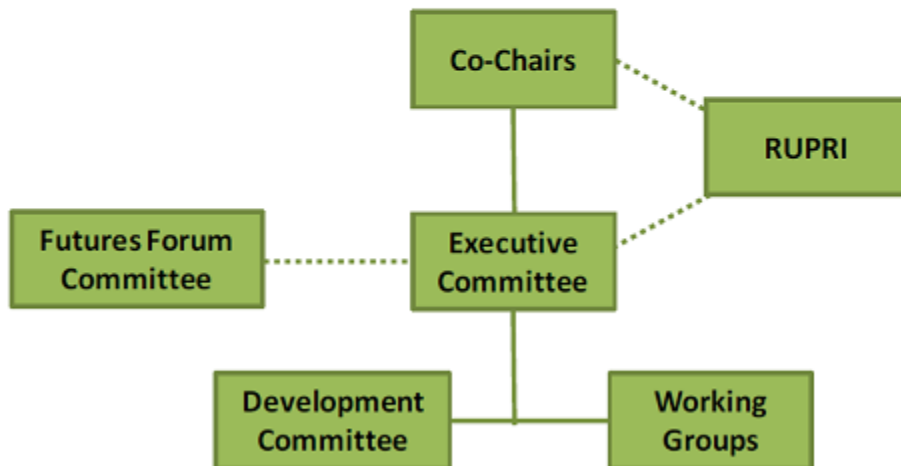 Co-Chairs
RUPRI
Futures Forum
Committee
Executive
Committee
Development
Committee
Working
Groups